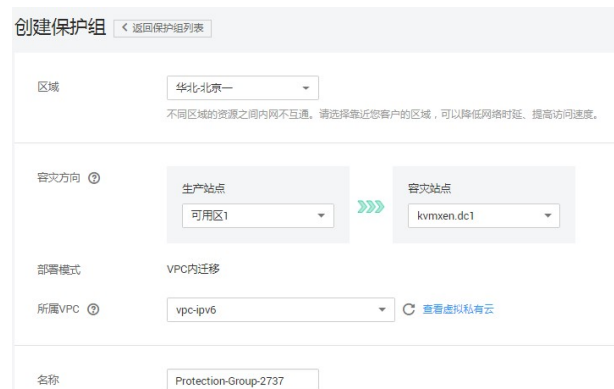 创建保护组 < 返回保护组列表
区域 华北-北京一
不同区域的资源之间内网不互通。请选择靠近您客户的区域，可以降低网络时延、提高访问速度。
容灾方向 ?
生产站点 容灾站点
可用区1 kvmxen.dc1
部署模式 VPC内迁移
所属VPC ? vpc-ipv6 查看虚拟私有云
名称 Protection-Group-2737